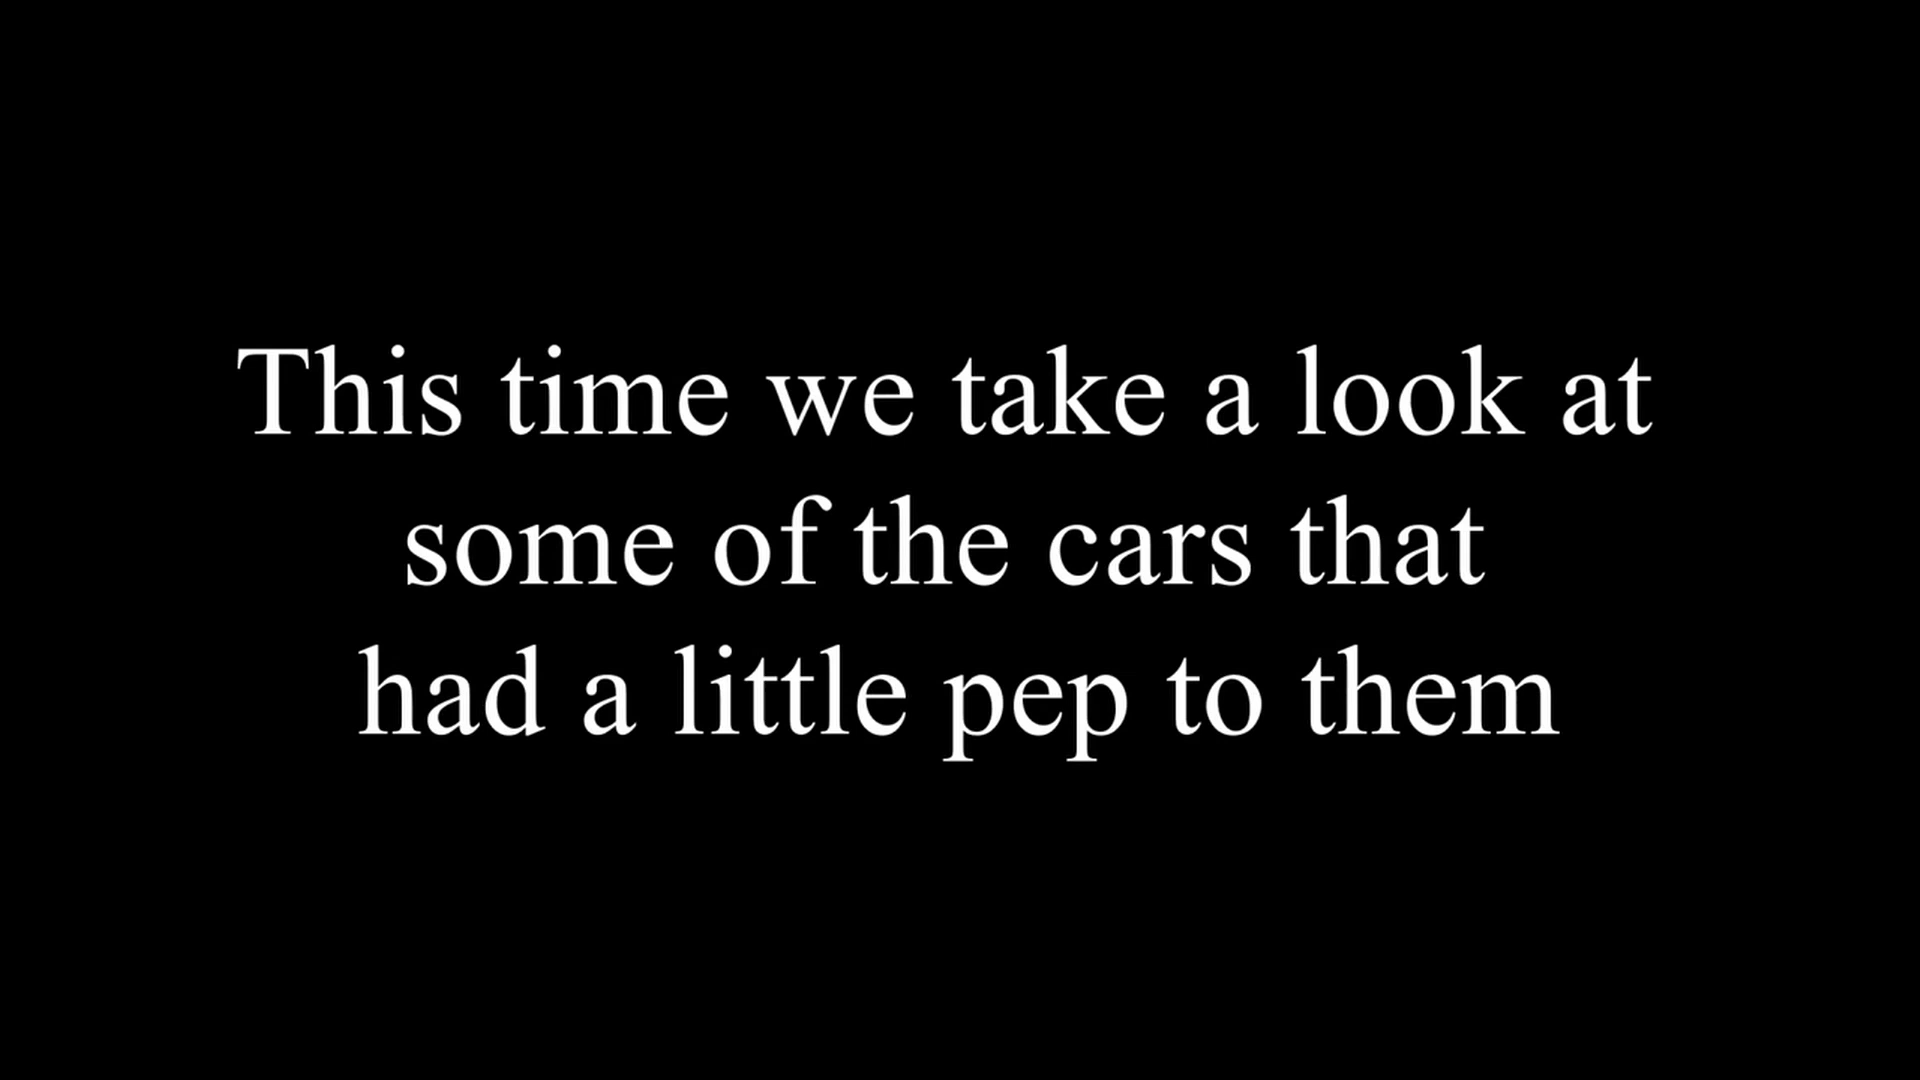 This time we take a look at
some of the cars that
had a little pep to them